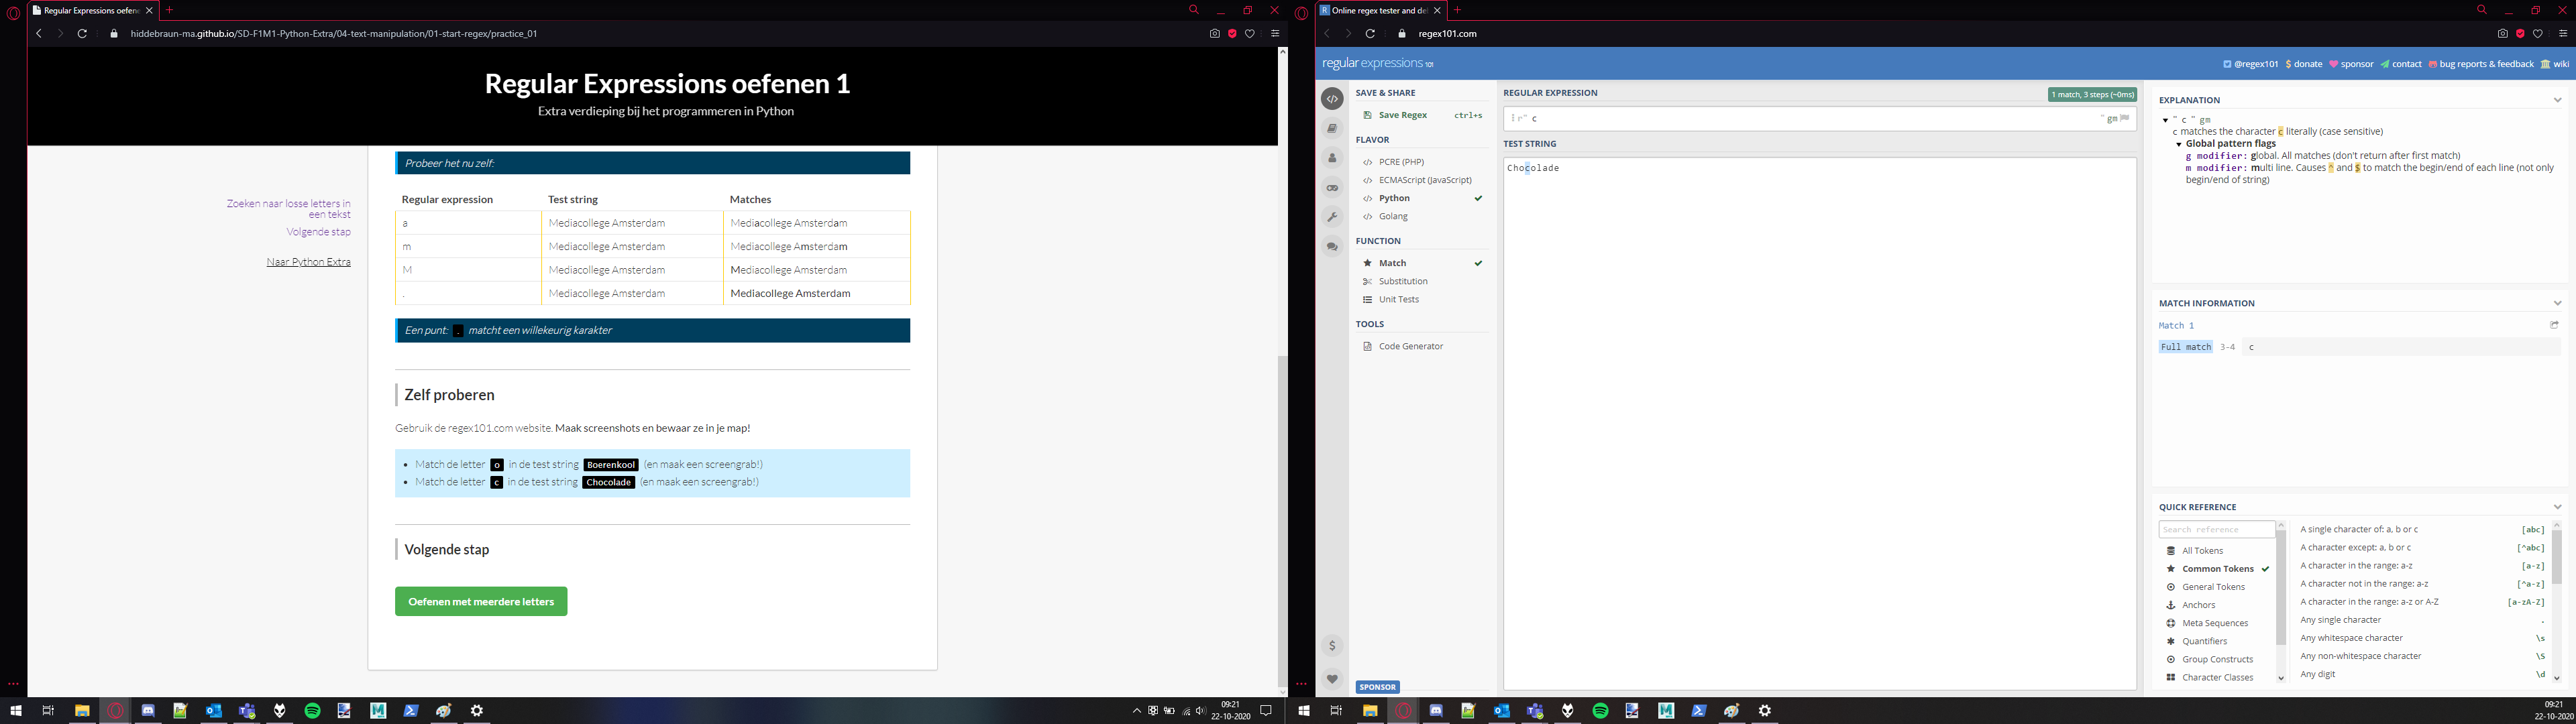 Regular Expressions oefen
hiddebraun-ma.github.io/SD-F1M1-Python-Extra/04-text-manipulation/01-start-regex/practice_01
Regular Expressions oefenen 1
Extra verdieping bij het programmeren in Python
Zoeken naar losse letters in
een tekst
Volgende stap
Naar Python Extra
Probeer het nu zelf:
Regular expression Test string Matches
a Mediacollege Amsterdam Mediacollege Amsterdam
m Mediacollege Amsterdam Mediacollege Amsterdam
M Mediacollege Amsterdam Mediacollege Amsterdam
. Mediacollege Amsterdam Mediacollege Amsterdam
Een punt: . matcht een willekeurig karakter
Zelf proberen
Gebruik de regex101.com website. Maak screenshots en bewaar ze in je map!
• Match de letter o in de test string Boerenkool (en maak een screengrab!)
• Match de letter c in de test string Chocolade (en maak een screengrab!)
Volgende stap
Oefenen met meerdere letters
09:21
22-10-2020
Online regex tester and de
regex101.com
regular expressions 101
@regex101 $ donate sponsor contact bug reports & feedback wiki
SAVE & SHARE
Save Regex ctrl+s
FLAVOR
</> PCRE (PHP)
</> ECMAScript (JavaScript)
</> Python
</> Golang
FUNCTION
Match
Substitution
Unit Tests
TOOLS
Code Generator
SPONSOR
REGULAR EXPRESSION 1 match, 3 steps (~0ms)
r" c " gm
TEST STRING
Chocolade
EXPLANATION
" c " gm
c matches the character c literally (case sensitive)
Global pattern flags
g modifier: global. All matches (don't return after first match)
m modifier: multi line. Causes ^ and $ to match the begin/end of each line (not only
begin/end of string)
MATCH INFORMATION
Match 1
Full match 3-4 c
QUICK REFERENCE
Search reference
All Tokens
Common Tokens
General Tokens
Anchors
Meta Sequences
Quantifiers
Group Constructs
Character Classes
A single character of: a, b or c [abc]
A character except: a, b or c [^abc]
A character in the range: a-z [a-z]
A character not in the range: a-z [^a-z]
A character in the range: a-z or A-Z [a-zA-Z]
Any single character .
Any whitespace character \s
Any non-whitespace character \S
Any digit \d
09:21
22-10-2020